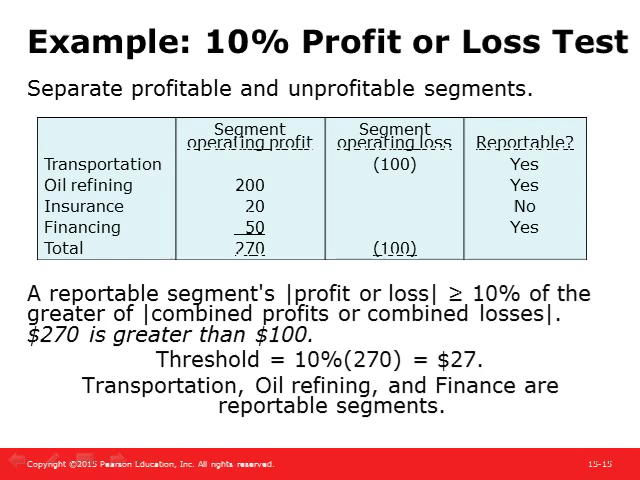 Example: 10% Profit or Loss Test
Separate profitable and unprofitable segments.
Segment operating profit Segment operating loss Reportable?
Transportation (100) Yes
Oil refining 200 Yes
Insurance 20 No
Financing 50 Yes
Total 270 (100)
A reportable segment's |profit or loss| ≥ 10% of the
greater of |combined profits or combined losses|.
$270 is greater than $100.
Threshold = 10%(270) = $27.
Transportation, Oil refining, and Finance are
reportable segments.
Copyright ©2015 Pearson Education, Inc. All rights reserved. 15-15